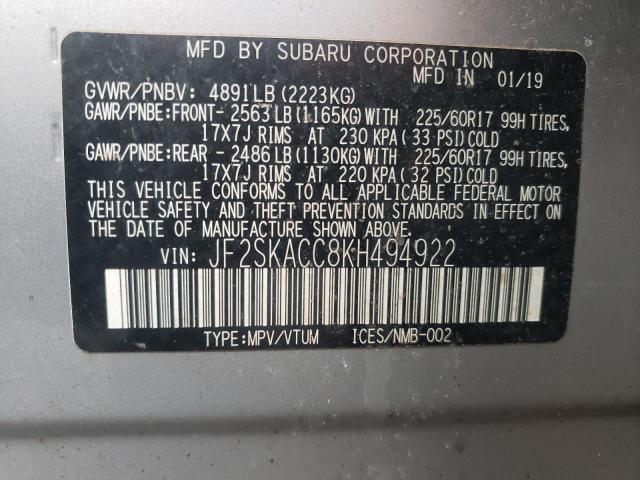 MFD BY SUBARU CORPORATION
MFD IN 01/19
GVWR/PNBV: 4891LB (2223KG)
GAWR/PNBE:FRONT- 2563LB(1165KG)WITH 225/60R17 99H TIRES,
17X7J RIMS AT 230 KPA (33 PSI)COLD
GAWR/PNBE:REAR - 2486LB(1130KG)WITH 225/60R17 99H TIRES,
17X7J RIMS AT 220 KPA (32 PSI)COLD
THIS VEHICLE CONFORMS TO ALL APPLICABLE FEDERAL MOTOR
VEHICLE SAFETY AND THEFT PREVENTION STANDARDS IN EFFECT ON
THE DATE OF MANUFACTURE SHOWN ABOVE.
VIN: JF2SKACC8KH494922
TYPE:MPV/VTUM ICES/NMB-002